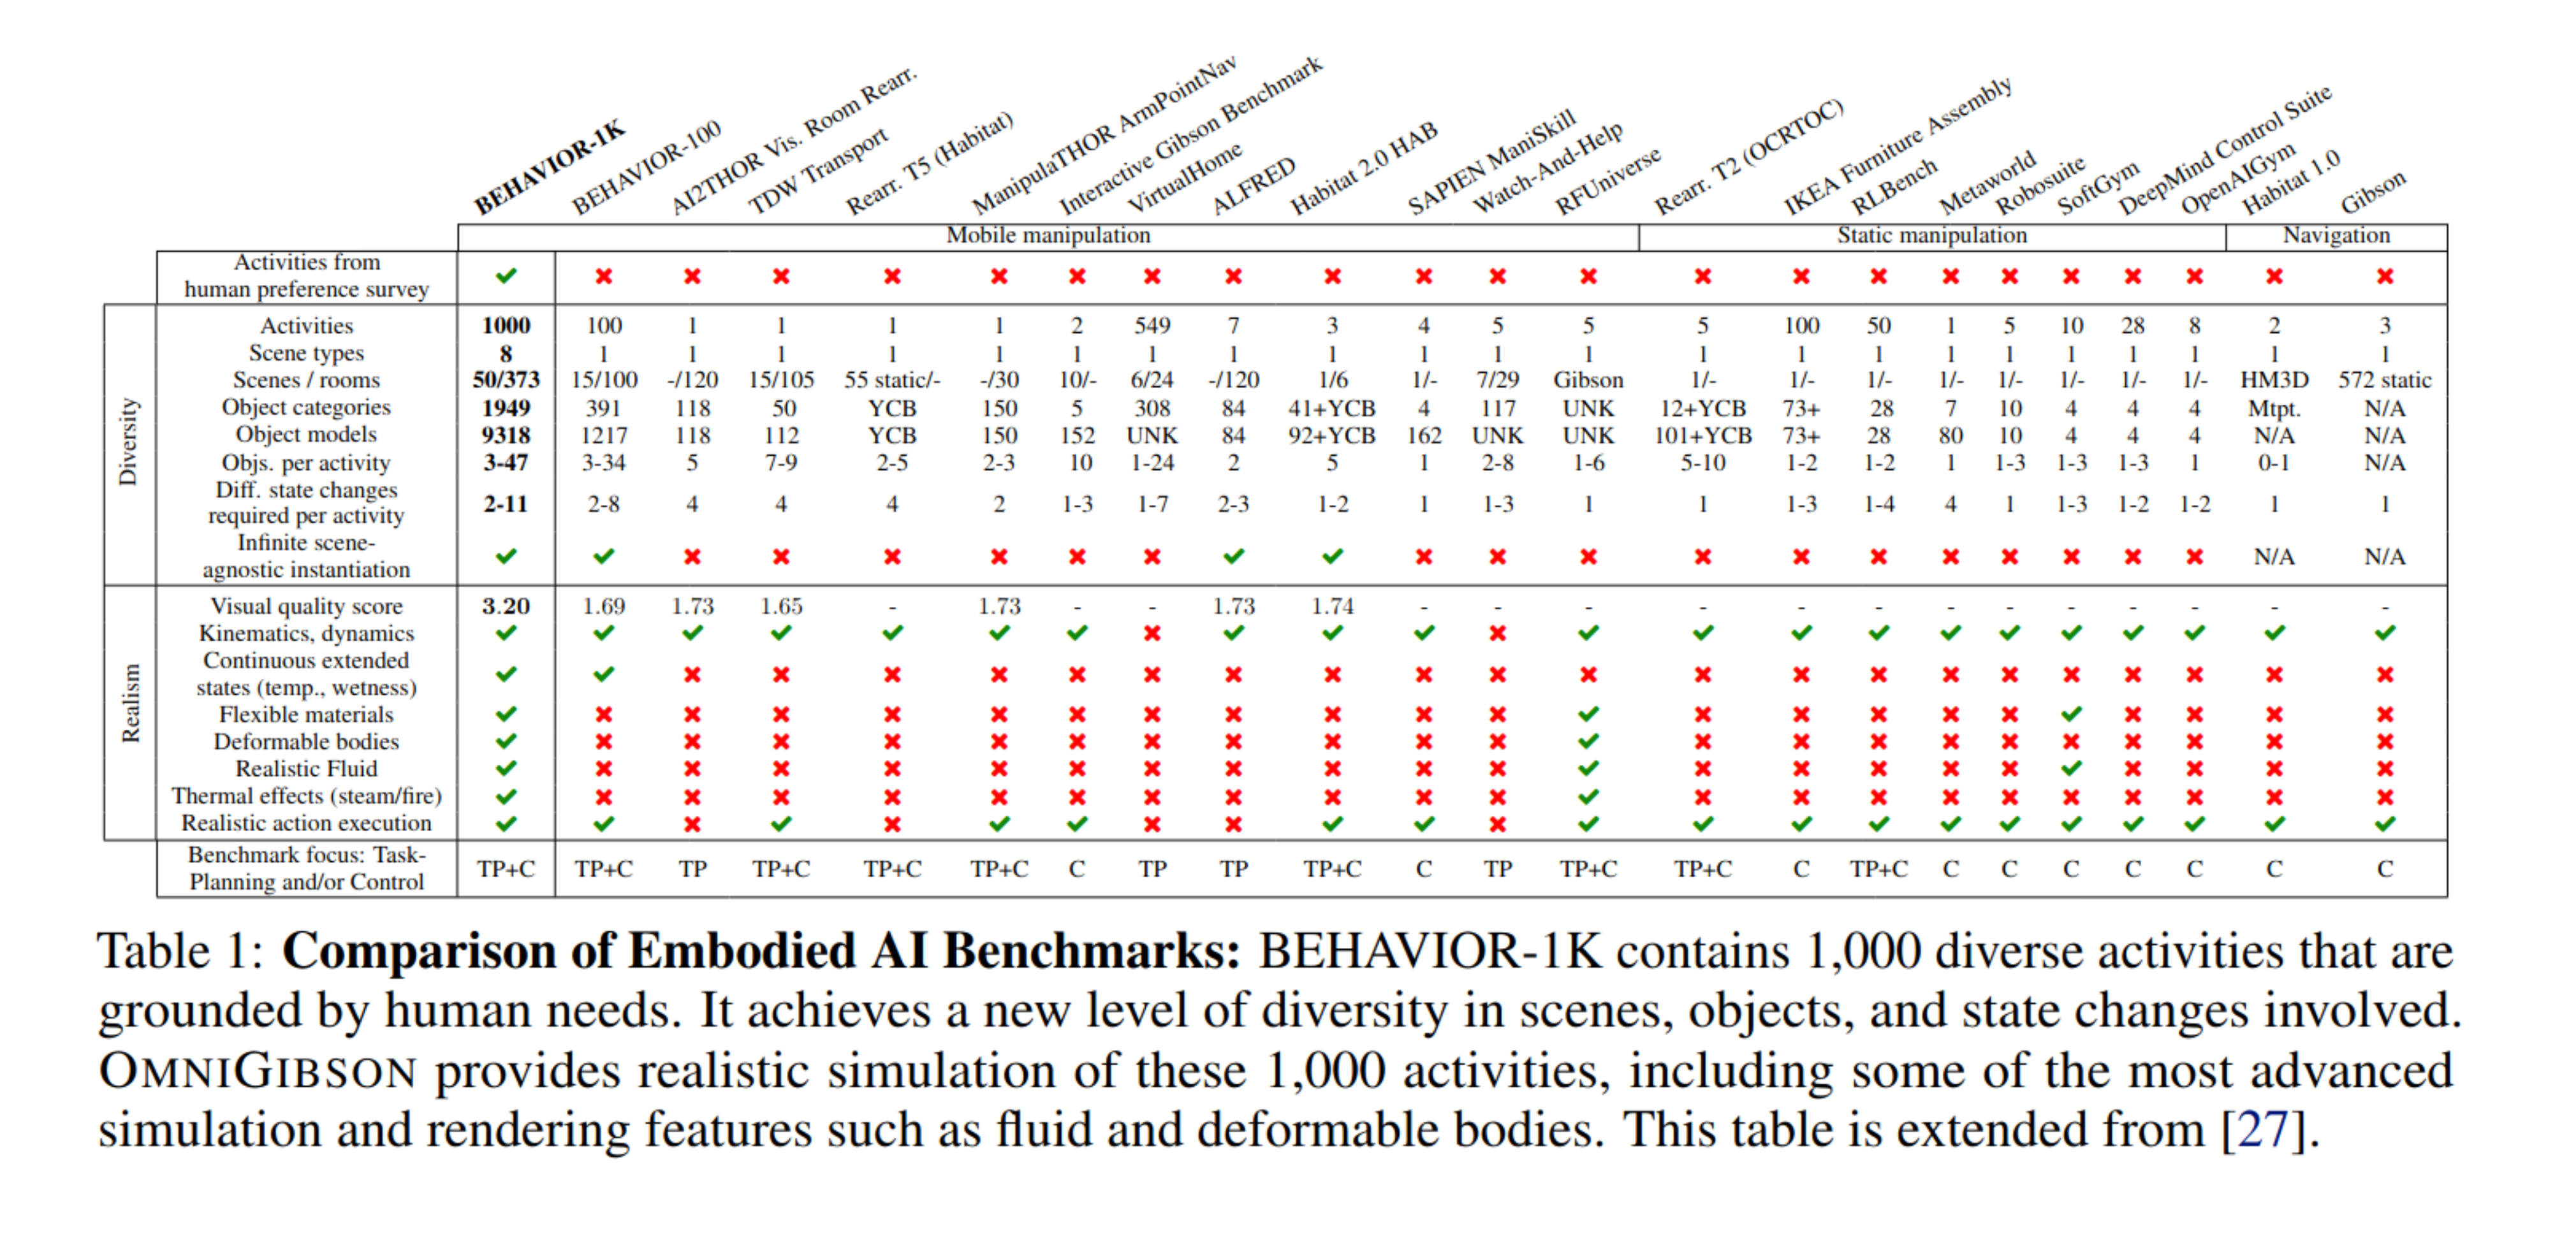 BEHAVIOR-1K BEHAVIOR-100 AI2THOR Vis. Room Rearr. TDW Transport Rearr. T5 (Habitat) ManipulaTHOR ArmPointNav Interactive Gibson Benchmark VirtualHome ALFRED Habitat 2.0 HAB SAPIEN ManiSkill Watch-And-Help RFUniverse Rearr. T2 (OCRTOC) IKEA Furniture Assembly RLBench Metaworld Robosuite SoftGym DeepMind Control Suite OpenAIGym Habitat 1.0 Gibson
Mobile manipulation Static manipulation Navigation
Activities from
human preference survey ✓ ✗ ✗ ✗ ✗ ✗ ✗ ✗ ✗ ✗ ✗ ✗ ✗ ✗ ✗ ✗ ✗ ✗ ✗ ✗ ✗ ✗ ✗
Diversity
Activities 1000 100 1 1 1 1 2 549 7 3 4 5 5 5 100 50 1 5 10 28 8 2 3
Scene types 8 1 1 1 1 1 1 1 1 1 1 1 1 1 1 1 1 1 1 1 1 1 1
Scenes / rooms 50/373 15/100 -/120 15/105 55 static/- -/30 10/- 6/24 -/120 1/6 1/- 7/29 Gibson 1/- 1/- 1/- 1/- 1/- 1/- 1/- 1/- HM3D 572 static
Object categories 1949 391 118 50 YCB 150 5 308 84 41+YCB 4 117 UNK 12+YCB 73+ 28 7 10 4 4 4 Mtpt. N/A
Object models 9318 1217 118 112 YCB 150 152 UNK 84 92+YCB 162 UNK UNK 101+YCB 73+ 28 80 10 4 4 4 N/A N/A
Objs. per activity 3-47 3-34 5 7-9 2-5 2-3 10 1-24 2 5 1 2-8 1-6 5-10 1-2 1-2 1 1-3 1-3 1-3 1 0-1 N/A
Diff. state changes
required per activity 2-11 2-8 4 4 4 2 1-3 1-7 2-3 1-2 1 1-3 1 1 1-3 1-4 4 1 1-3 1-2 1-2 1 1
Infinite scene-
agnostic instantiation ✓ ✓ ✗ ✗ ✗ ✗ ✗ ✗ ✓ ✓ ✗ ✗ ✗ ✗ ✗ ✗ ✗ ✗ ✗ ✗ ✗ N/A N/A
Realism
Visual quality score 3.20 1.69 1.73 1.65 - 1.73 - - 1.73 1.74 - - - - - - - - - - - - -
Kinematics, dynamics ✓ ✓ ✓ ✓ ✓ ✓ ✓ ✗ ✓ ✓ ✓ ✗ ✓ ✓ ✓ ✓ ✓ ✓ ✓ ✓ ✓ ✓ ✓
Continuous extended
states (temp., wetness) ✓ ✓ ✗ ✗ ✗ ✗ ✗ ✗ ✗ ✗ ✗ ✗ ✗ ✗ ✗ ✗ ✗ ✗ ✗ ✗ ✗ ✗ ✗
Flexible materials ✓ ✗ ✗ ✗ ✗ ✗ ✗ ✗ ✗ ✗ ✗ ✗ ✓ ✗ ✗ ✗ ✗ ✗ ✓ ✗ ✗ ✗ ✗
Deformable bodies ✓ ✗ ✗ ✗ ✗ ✗ ✗ ✗ ✗ ✗ ✗ ✗ ✓ ✗ ✗ ✗ ✗ ✗ ✗ ✗ ✗ ✗ ✗
Realistic Fluid ✓ ✗ ✗ ✗ ✗ ✗ ✗ ✗ ✗ ✗ ✗ ✗ ✓ ✗ ✗ ✗ ✗ ✗ ✓ ✗ ✗ ✗ ✗
Thermal effects (steam/fire) ✓ ✗ ✗ ✗ ✗ ✗ ✗ ✗ ✗ ✗ ✗ ✗ ✓ ✗ ✗ ✗ ✗ ✗ ✗ ✗ ✗ ✗ ✗
Realistic action execution ✓ ✓ ✗ ✓ ✗ ✓ ✓ ✗ ✗ ✓ ✓ ✗ ✓ ✓ ✓ ✓ ✓ ✓ ✓ ✓ ✓ ✓ ✓
Benchmark focus: Task-
Planning and/or Control TP+C TP+C TP TP+C TP+C TP+C C TP TP TP+C C TP TP+C TP+C C TP+C C C C C C C C
Table 1: Comparison of Embodied AI Benchmarks: BEHAVIOR-1K contains 1,000 diverse activities that are
grounded by human needs. It achieves a new level of diversity in scenes, objects, and state changes involved.
OMNIGIBSON provides realistic simulation of these 1,000 activities, including some of the most advanced
simulation and rendering features such as fluid and deformable bodies. This table is extended from [27].